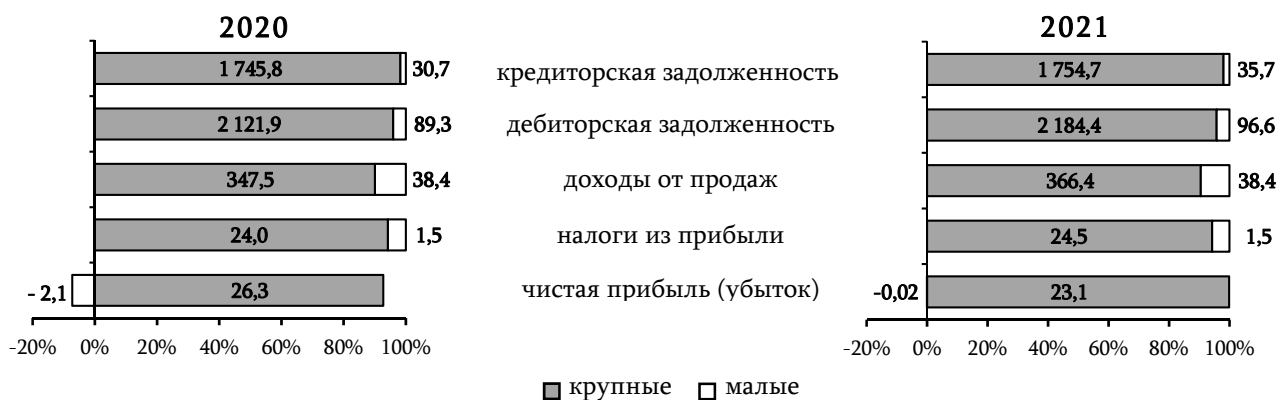 2020 2021
1 745,8 30,7 кредиторская задолженность 1 754,7 35,7
2 121,9 89,3 дебиторская задолженность 2 184,4 96,6
347,5 38,4 доходы от продаж 366,4 38,4
24,0 1,5 налоги из прибыли 24,5 1,5
- 2,1 26,3 чистая прибыль (убыток) -0,02 23,1
-20% 0% 20% 40% 60% 80% 100% -20% 0% 20% 40% 60% 80% 100%
крупные малые